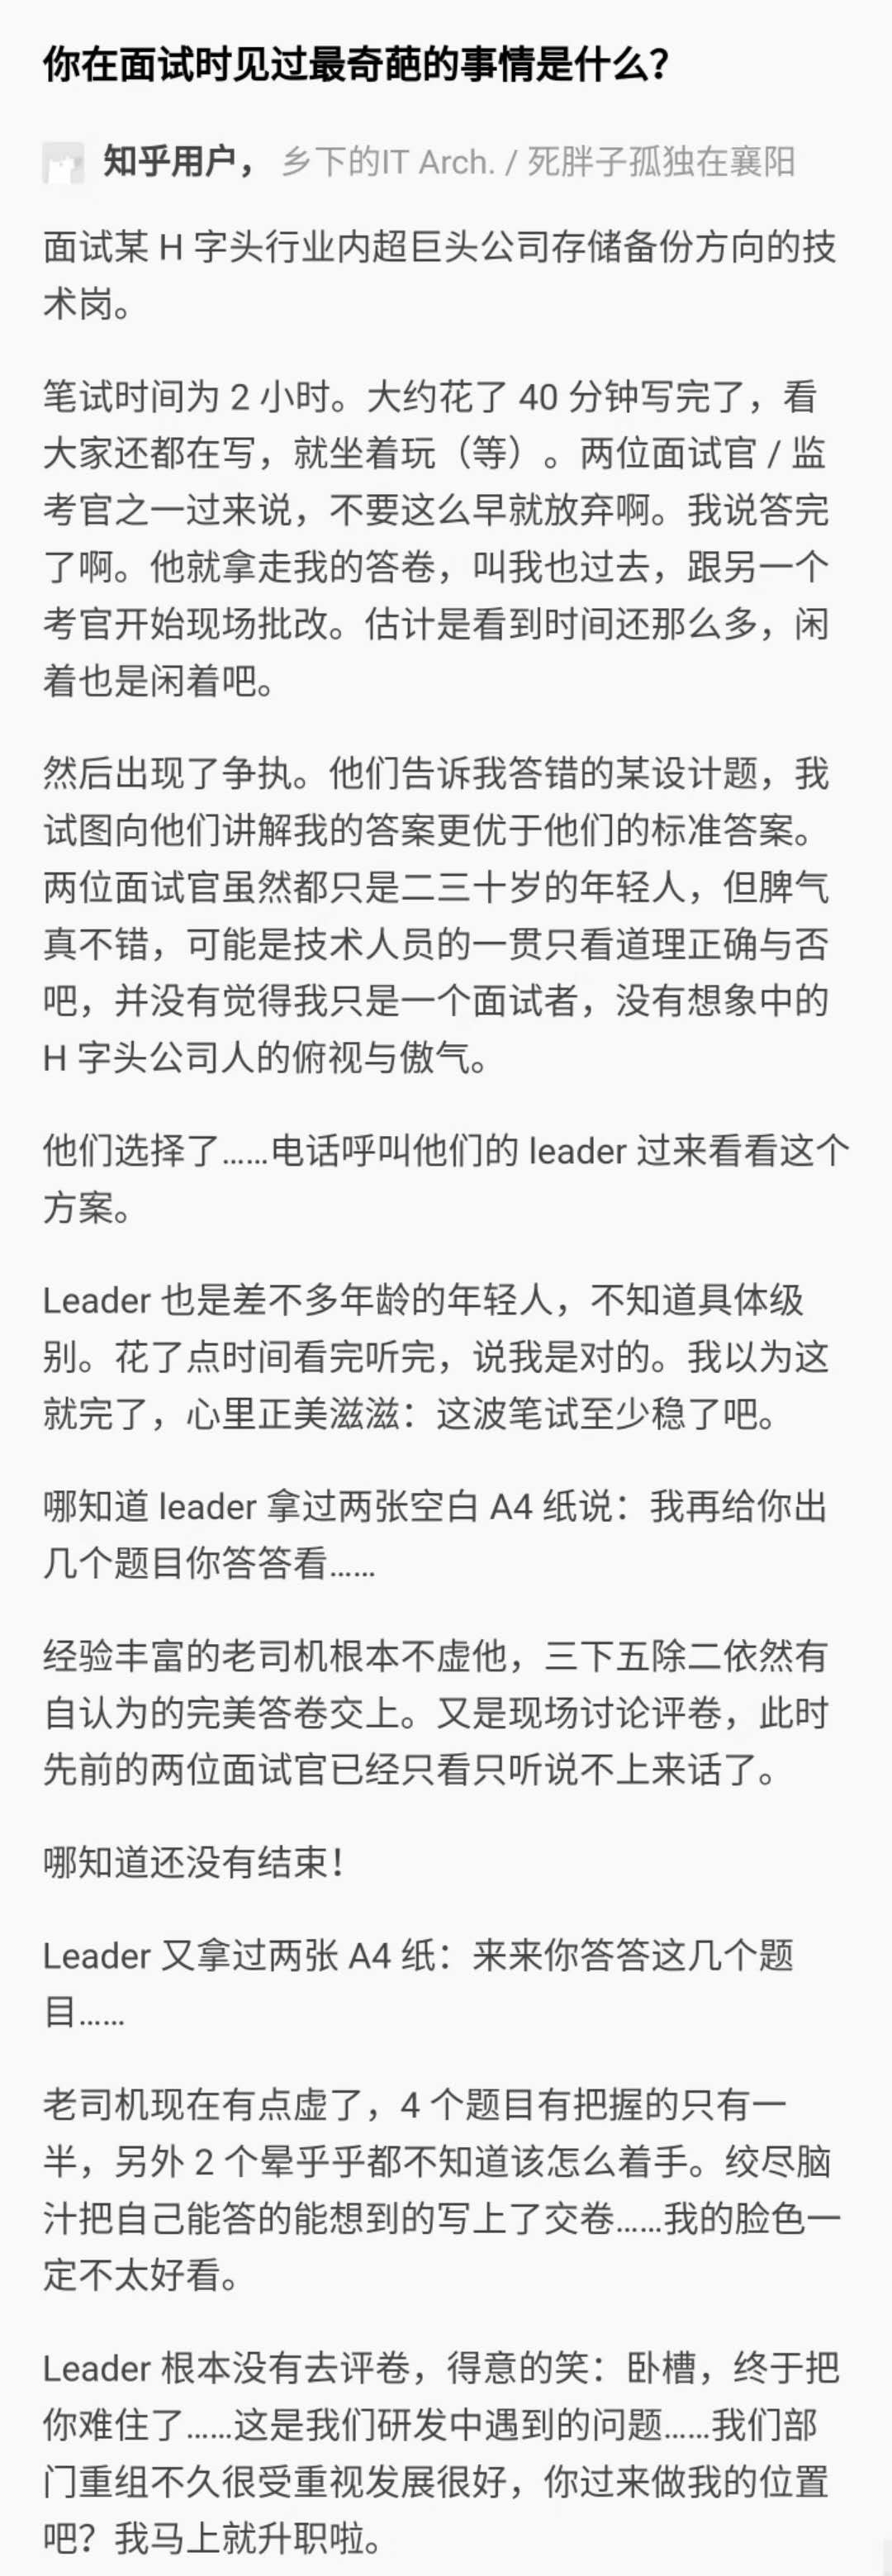 你在面试时见过最奇葩的事情是什么？
知乎用户， 乡下的IT Arch. / 死胖子孤独在襄阳
面试某 H 字头行业内超巨头公司存储备份方向的技
术岗。
笔试时间为 2 小时。大约花了 40 分钟写完了，看
大家还都在写，就坐着玩（等）。两位面试官 / 监
考官之一过来说，不要这么早就放弃啊。我说答完
了啊。他就拿走我的答卷，叫我也过去，跟另一个
考官开始现场批改。估计是看到时间还那么多，闲
着也是闲着吧。
然后出现了争执。他们告诉我答错的某设计题，我
试图向他们讲解我的答案更优于他们的标准答案。
两位面试官虽然都只是二三十岁的年轻人，但脾气
真不错，可能是技术人员的一贯只看道理正确与否
吧，并没有觉得我只是一个面试者，没有想象中的
H 字头公司人的俯视与傲气。
他们选择了……电话呼叫他们的 leader 过来看看这个
方案。
Leader 也是差不多年龄的年轻人，不知道具体级
别。花了点时间看完听完，说我是对的。我以为这
就完了，心里正美滋滋：这波笔试至少稳了吧。
哪知道 leader 拿过两张空白 A4 纸说：我再给你出
几个题目你答答看……
经验丰富的老司机根本不虚他，三下五除二依然有
自认为的完美答卷交上。又是现场讨论评卷，此时
先前的两位面试官已经只看只听说不上来话了。
哪知道还没有结束！
Leader 又拿过两张 A4 纸：来来你答答这几个题
目……
老司机现在有点虚了，4 个题目有把握的只有一
半，另外 2 个晕乎乎都不知道该怎么着手。绞尽脑
汁把自己能答的能想到的写上了交卷……我的脸色一
定不太好看。
Leader 根本没有去评卷，得意的笑：卧槽，终于把
你难住了……这是我们研发中遇到的问题……我们部
门重组不久很受重视发展很好，你过来做我的位置
吧？我马上就升职啦。